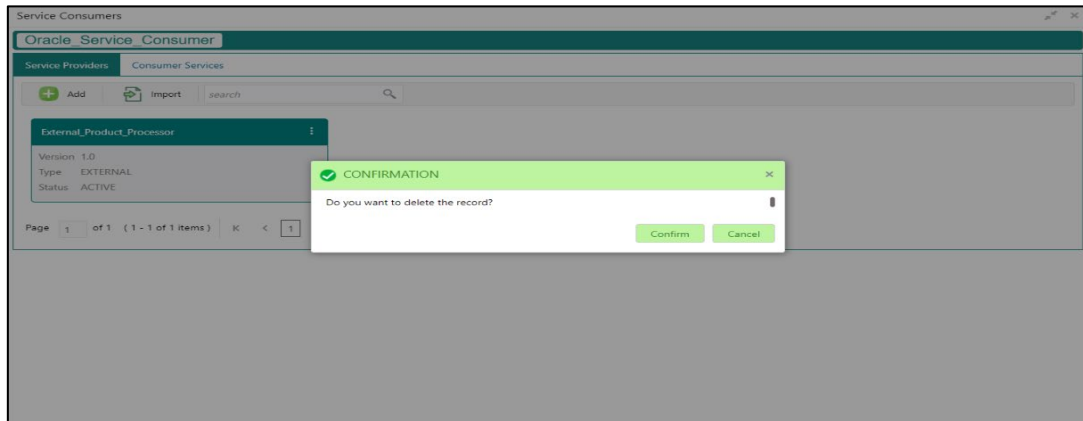 Service Consumers
Oracle_Service_Consumer
Service Providers Consumer Services
Add Import search
External_Product_Processor
Version 1.0
Type EXTERNAL
Status ACTIVE
CONFIRMATION
Do you want to delete the record?
Confirm Cancel
Page 1 of 1 (1 - 1 of 1 items) K < 1